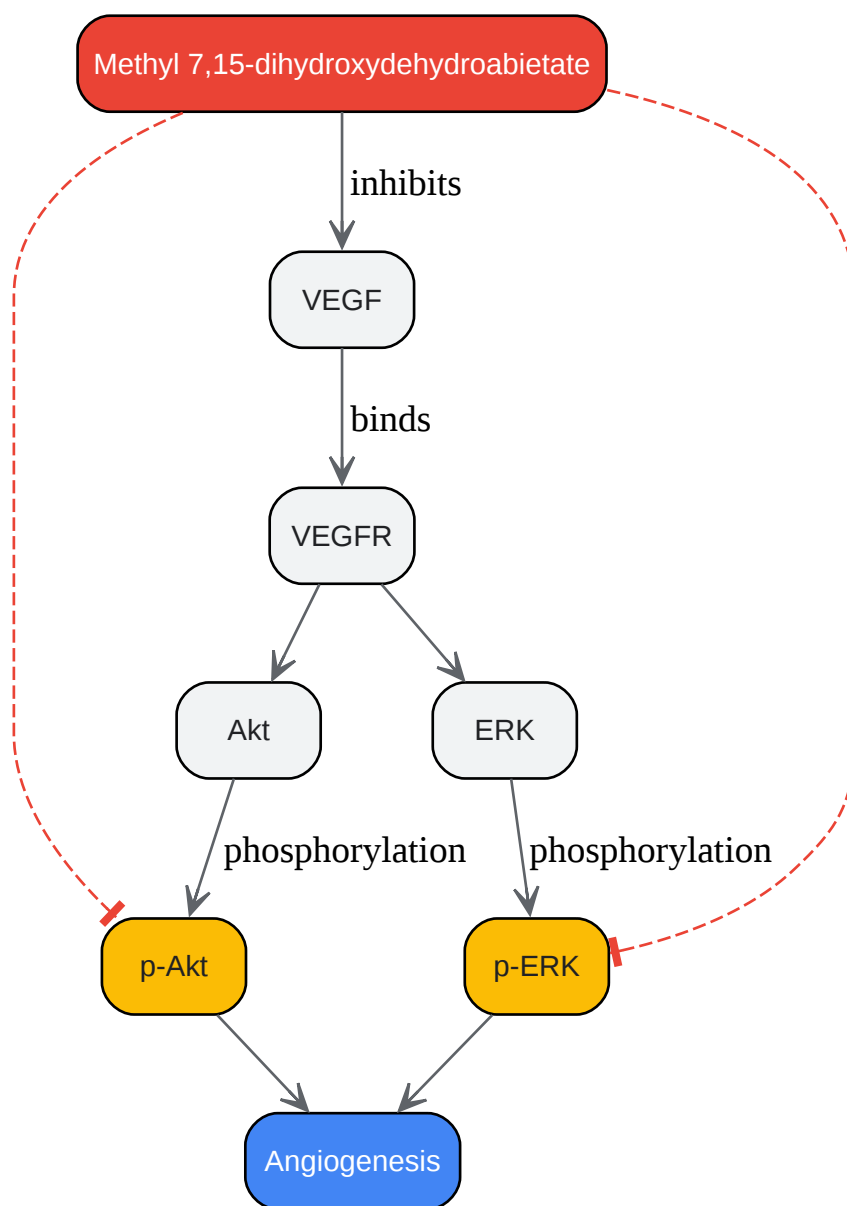 Methyl 7,15-dihydroxydehydroabietate
inhibits
VEGF
binds
VEGFR
Akt
ERK
phosphorylation
phosphorylation
p-Akt
p-ERK
Angiogenesis